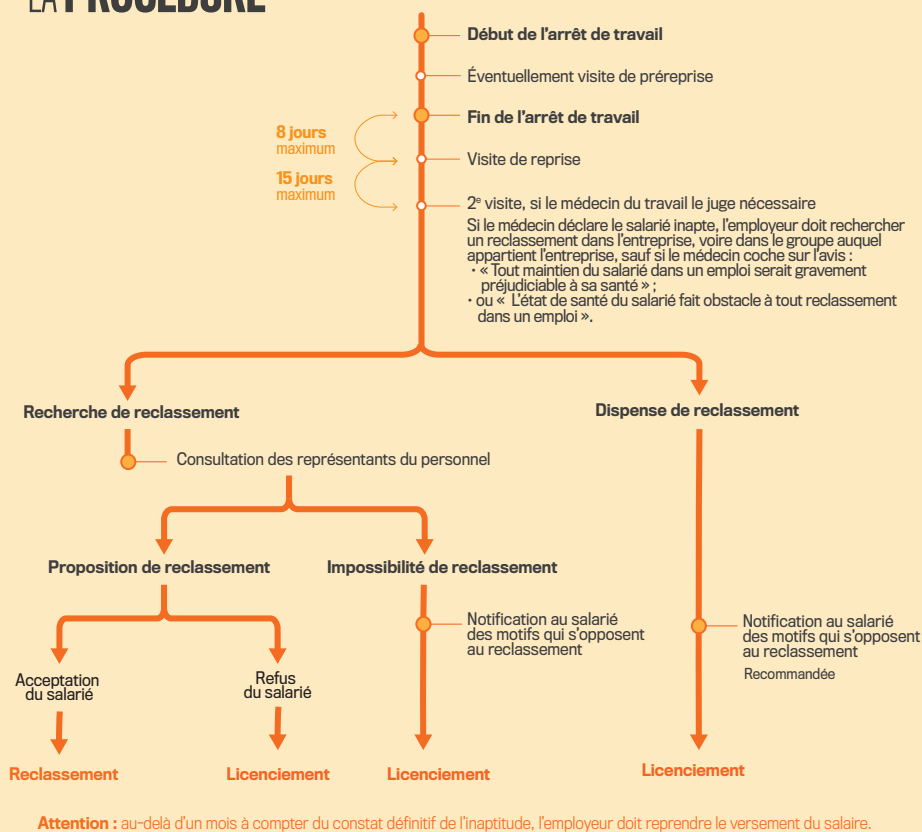 LA PROCÉDURE
Début de l'arrêt de travail
Éventuellement visite de préreprise
Fin de l'arrêt de travail
8 jours
maximum
Visite de reprise
15 jours
maximum
2e visite, si le médecin du travail le juge nécessaire
Si le médecin déclare le salarié inapte, l'employeur doit rechercher
un reclassement dans l'entreprise, voire dans le groupe auquel
appartient l'entreprise, sauf si le médecin coche sur l'avis :
• « Tout maintien du salarié dans un emploi serait gravement
préjudiciable à sa santé » ;
• ou « L'état de santé du salarié fait obstacle à tout reclassement
dans un emploi ».
Recherche de reclassement
Dispense de reclassement
Consultation des représentants du personnel
Proposition de reclassement
Impossibilité de reclassement
Notification au salarié
des motifs qui s'opposent
au reclassement
Notification au salarié
des motifs qui s'opposent
au reclassement
Recommandée
Acceptation
du salarié
Refus
du salarié
Reclassement
Licenciement
Licenciement
Licenciement
Attention : au-delà d'un mois à compter du constat définitif de l'inaptitude, l'employeur doit reprendre le versement du salaire.